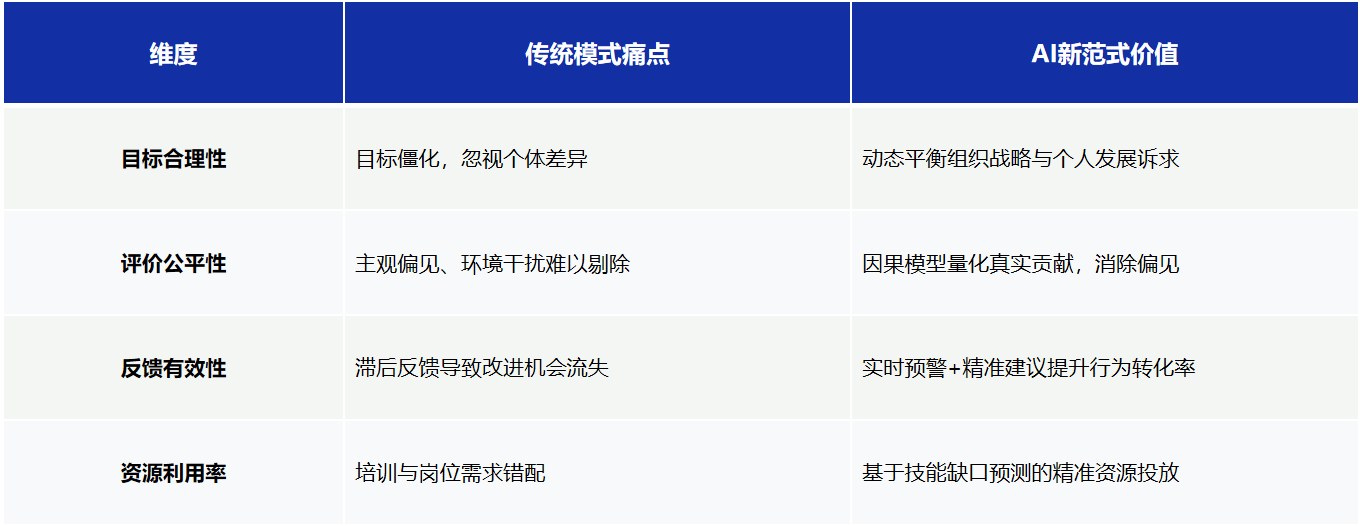 维度
传统模式痛点
AI新范式价值
目标合理性
目标僵化，忽视个体差异
动态平衡组织战略与个人发展诉求
评价公平性
主观偏见、环境干扰难以剔除
因果模型量化真实贡献，消除偏见
反馈有效性
滞后反馈导致改进机会流失
实时预警+精准建议提升行为转化率
资源利用率
培训与岗位需求错配
基于技能缺口预测的精准资源投放